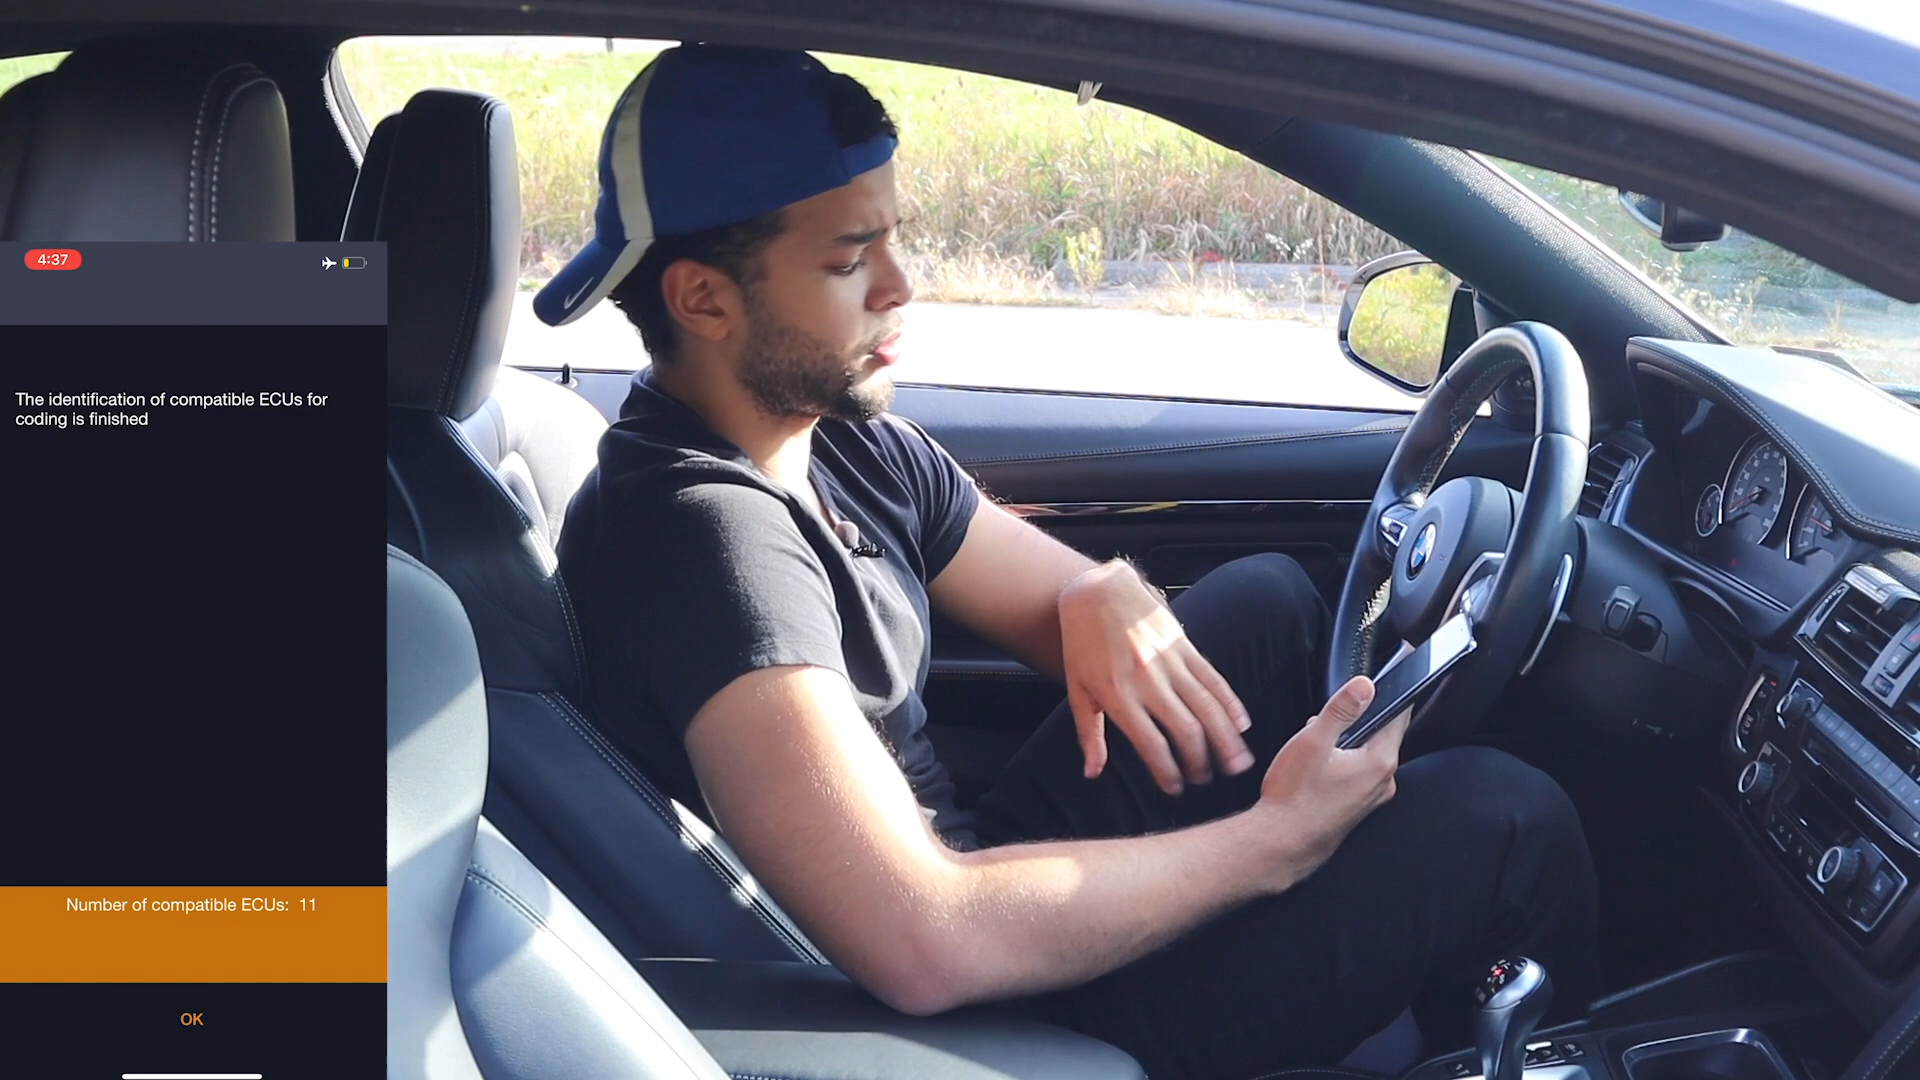 4:37
The identification of compatible ECUs for
coding is finished
Number of compatible ECUs: 11
OK